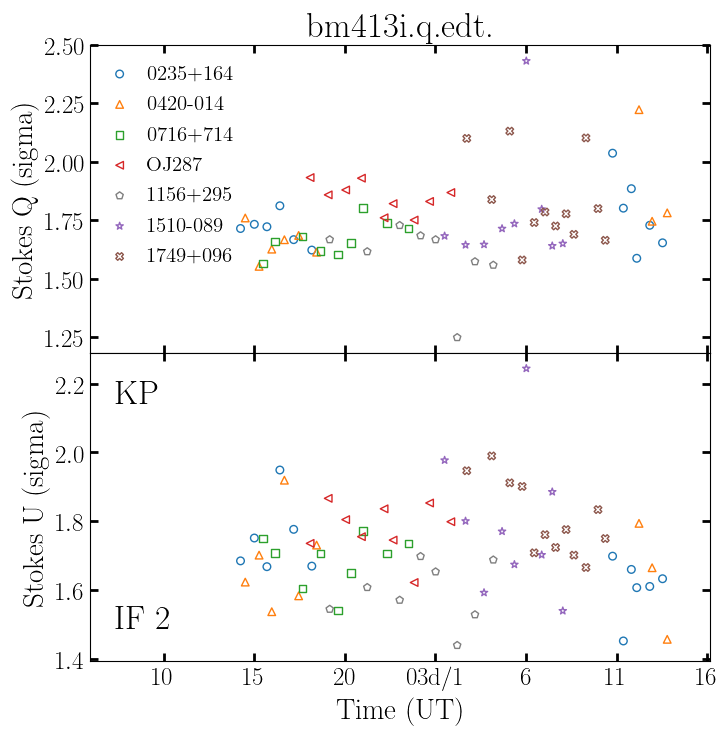 bm413i.q.edt.
Stokes Q (sigma)
2.50
2.25
2.00
1.75
1.50
1.25
0235+164
0420-014
0716+714
OJ287
1156+295
1510-089
1749+096
Stokes U (sigma)
2.2
2.0
1.8
1.6
1.4
KP
IF 2
10 15 20 03d/1 6 11 16
Time (UT)